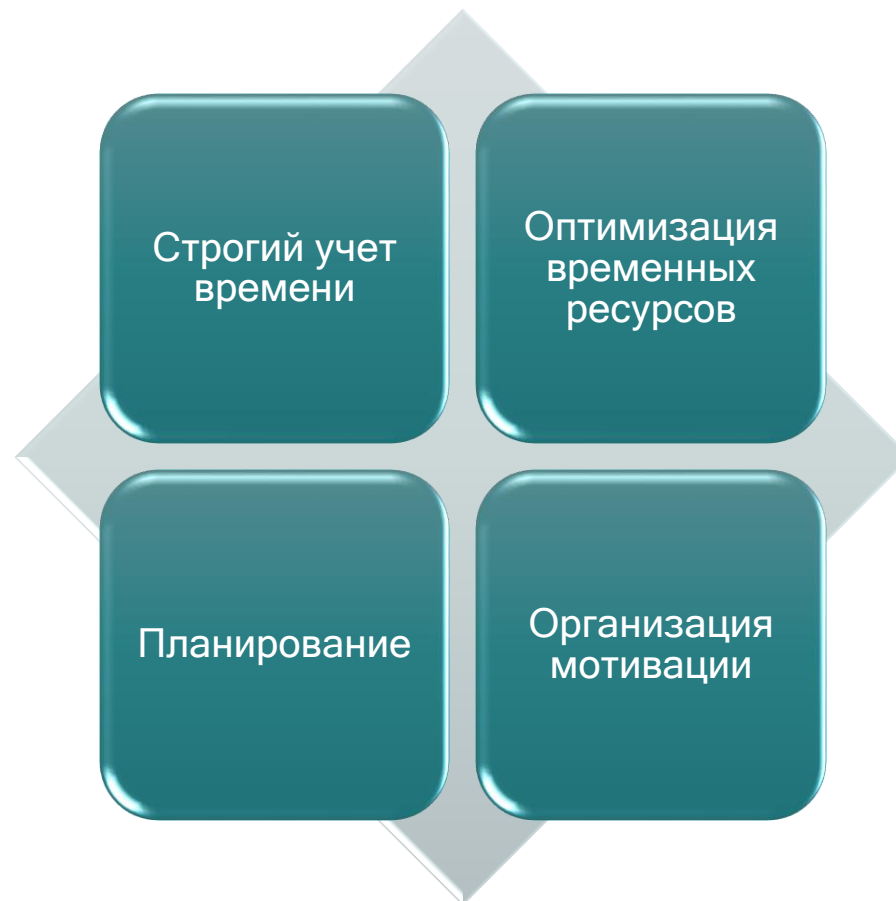 Строгий учет
времени
Оптимизация
временных
ресурсов
Планирование
Организация
мотивации